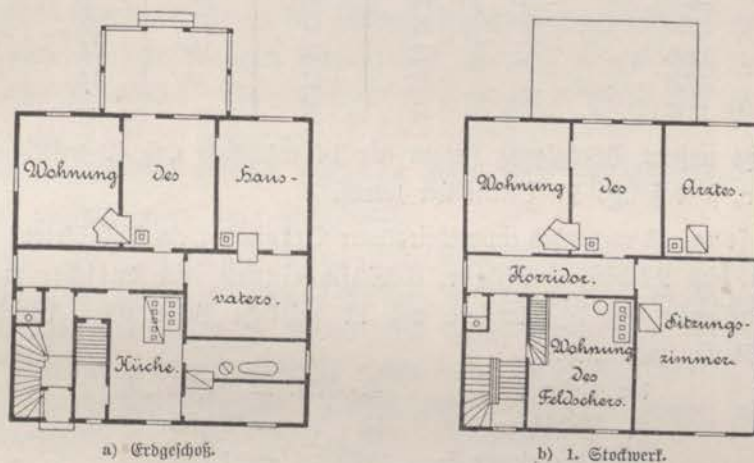 Wohnung des Haus-
vaters.
Küche.
a) Erdgeschoß.
Wohnung des Arztes.
Korridor.
Sitzungs-
zimmer.
Wohnung
des
Feldschers.
b) 1. Stockwerk.